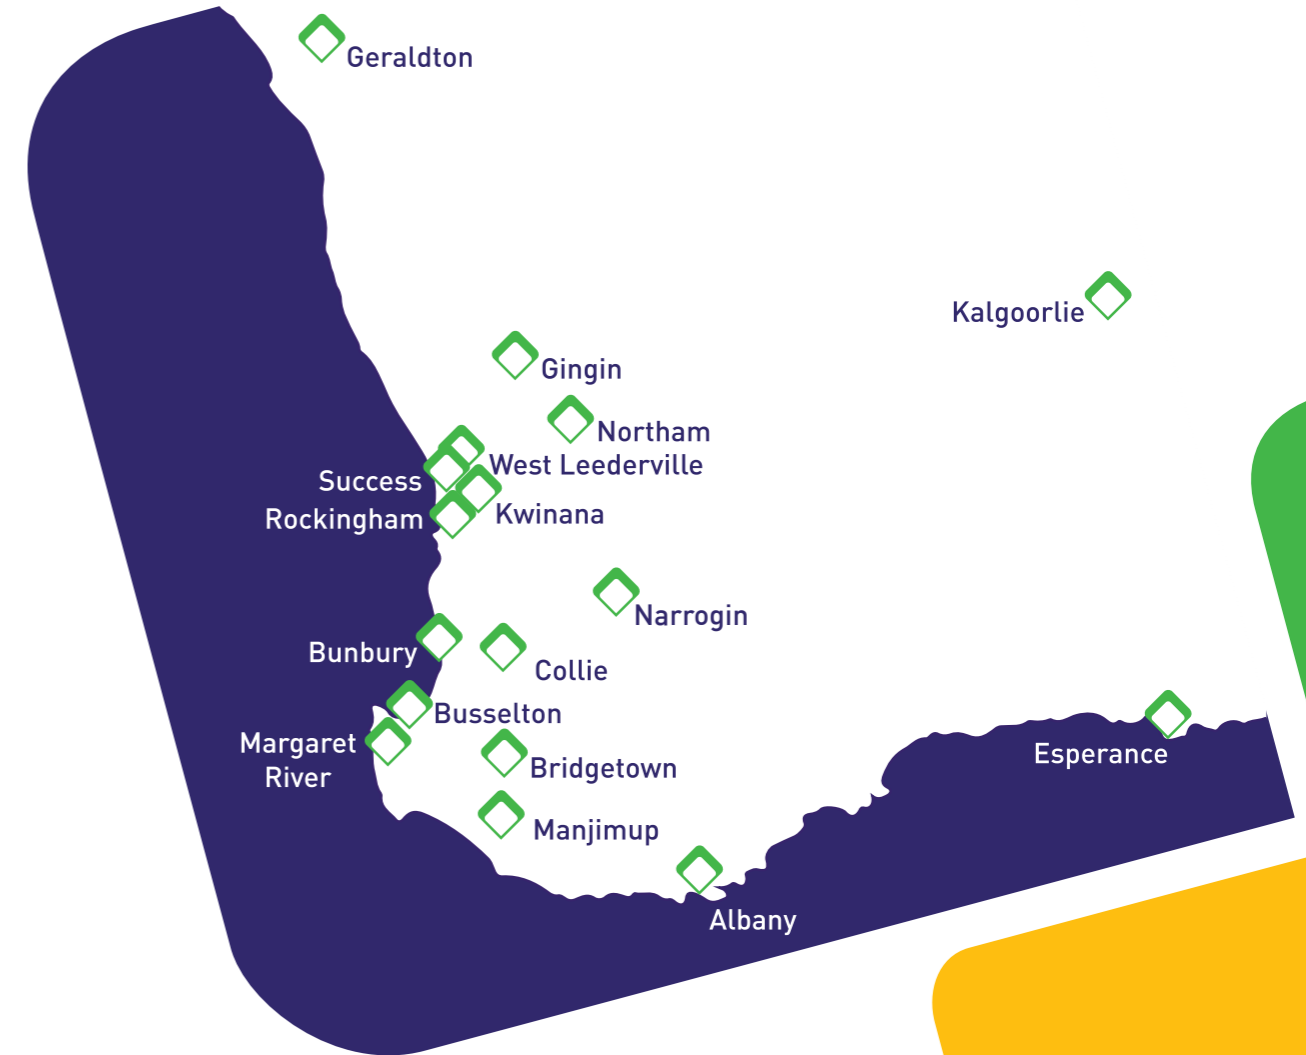 Geraldton
Kalgoorlie
Gingin
Northam
West Leederville
Success
Kwinana
Rockingham
Narrogin
Bunbury
Collie
Busselton
Margaret
River
Esperance
Bridgetown
Manjimup
Albany